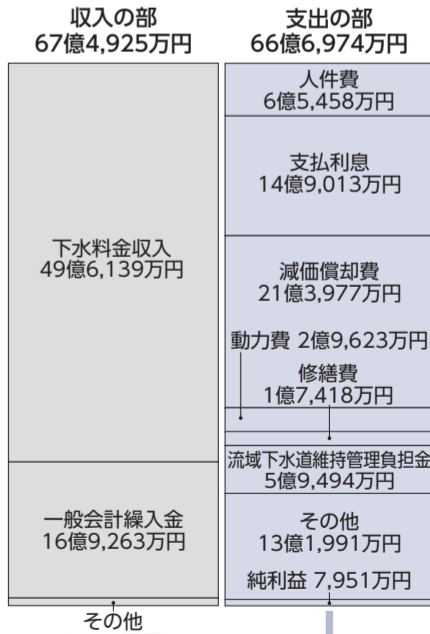 収入の部
67億4,925万円
下水料金収入
49億6,139万円
一般会計繰入金
16億9,263万円
その他
支出の部
66億6,974万円
人件費
6億5,458万円
支払利息
14億9,013万円
減価償却費
21億3,977万円
動力費 2億9,623万円
修繕費
1億7,418万円
流域下水道維持管理負担金
5億9,494万円
その他
13億1,991万円
純利益 7,951万円